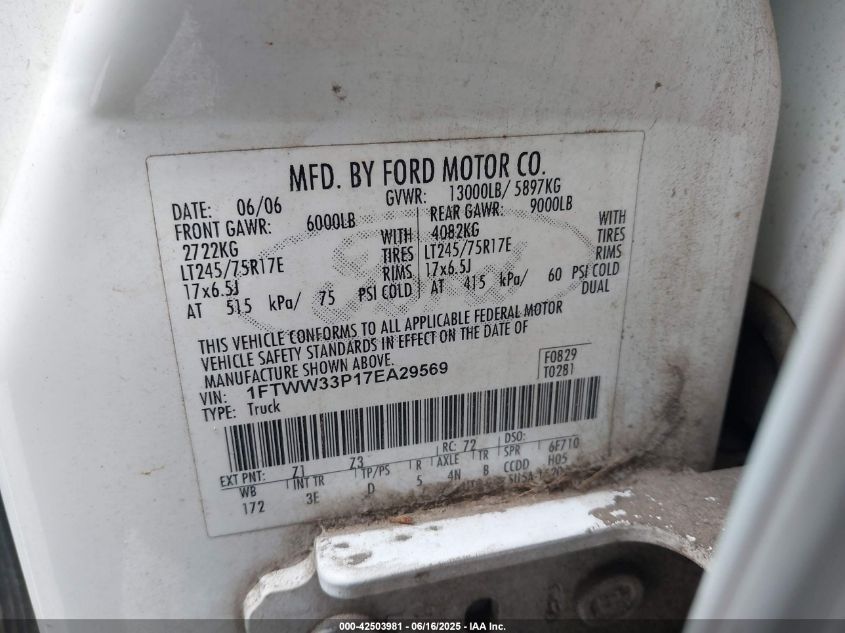 MFD. BY FORD MOTOR CO.
DATE: 06/06 GVWR: 13000LB/ 5897KG
FRONT GAWR: 6000LB REAR GAWR: 9000LB
2722KG WITH 4082KG WITH
LT245/75R17E TIRES LT245/75R17E TIRES
17x6.5J RIMS 17x6.5J RIMS
AT 515 kPa/ 75 PSI COLD AT 415 kPa/ 60 PSI COLD
DUAL
THIS VEHICLE CONFORMS TO ALL APPLICABLE FEDERAL MOTOR
VEHICLE SAFETY STANDARDS IN EFFECT ON THE DATE OF
MANUFACTURE SHOWN ABOVE.
VIN: 1FTWW33P17EA29569 F0829
TYPE: Truck T0281
EXT PNT: Z1 Z3 RC: 72 DSO:
WB INT TR TP/PS R AXLE TR SPR 6F710
172 3E D 5 4N B CCDD H05
000-42503981 - 06/16/2025 - IAA Inc.